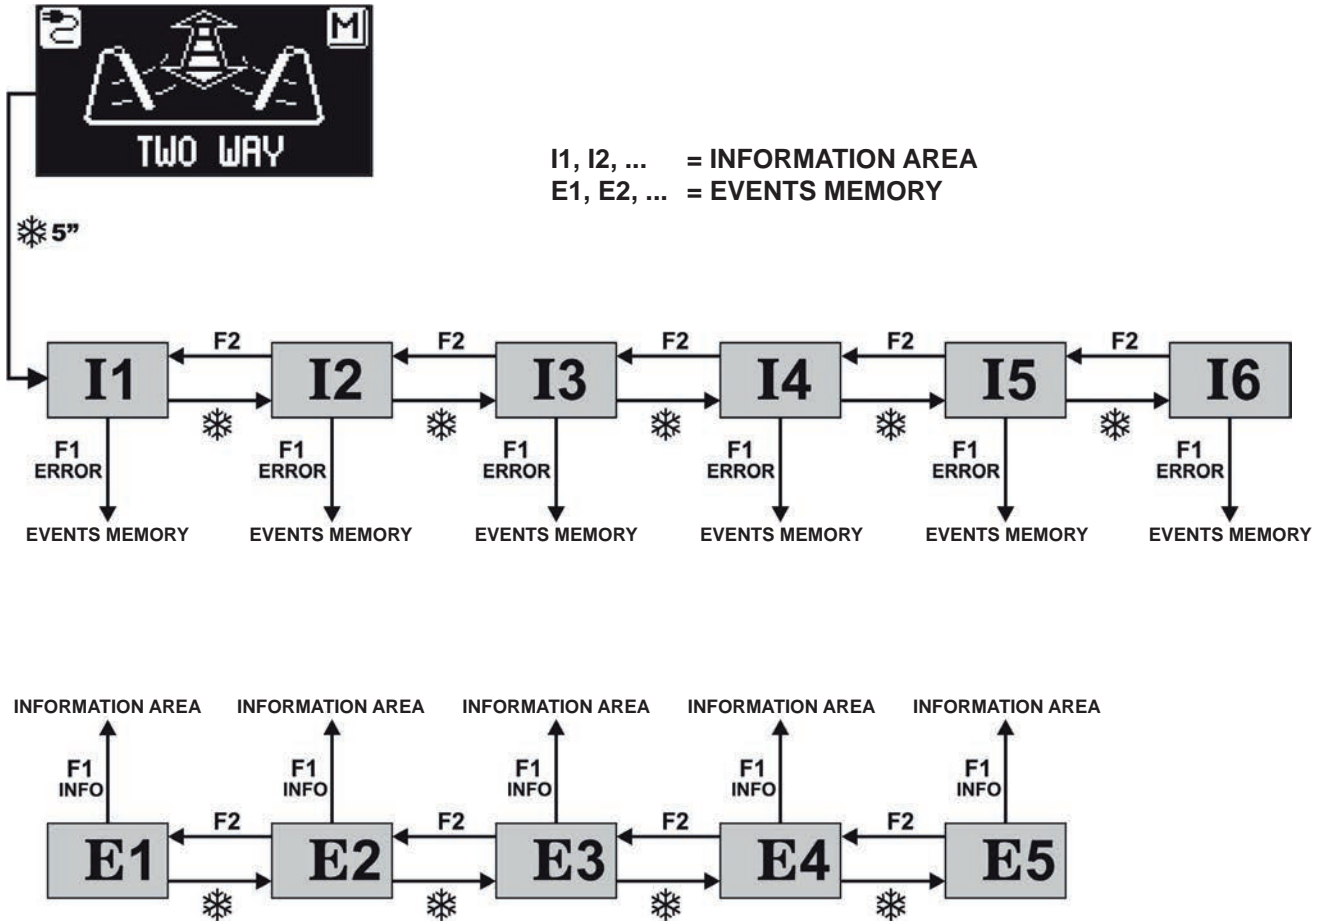 M
TWO WAY
I1, I2, ... = INFORMATION AREA
E1, E2, ... = EVENTS MEMORY
5”
F2 F2 F2 F2 F2
I1 I2 I3 I4 I5 I6
F1 F1 F1 F1 F1 F1
ERROR ERROR ERROR ERROR ERROR ERROR
EVENTS MEMORY EVENTS MEMORY EVENTS MEMORY EVENTS MEMORY EVENTS MEMORY EVENTS MEMORY
INFORMATION AREA INFORMATION AREA INFORMATION AREA INFORMATION AREA INFORMATION AREA
F1 F1 F1 F1 F1
INFO INFO INFO INFO INFO
F2 F2 F2 F2
E1 E2 E3 E4 E5